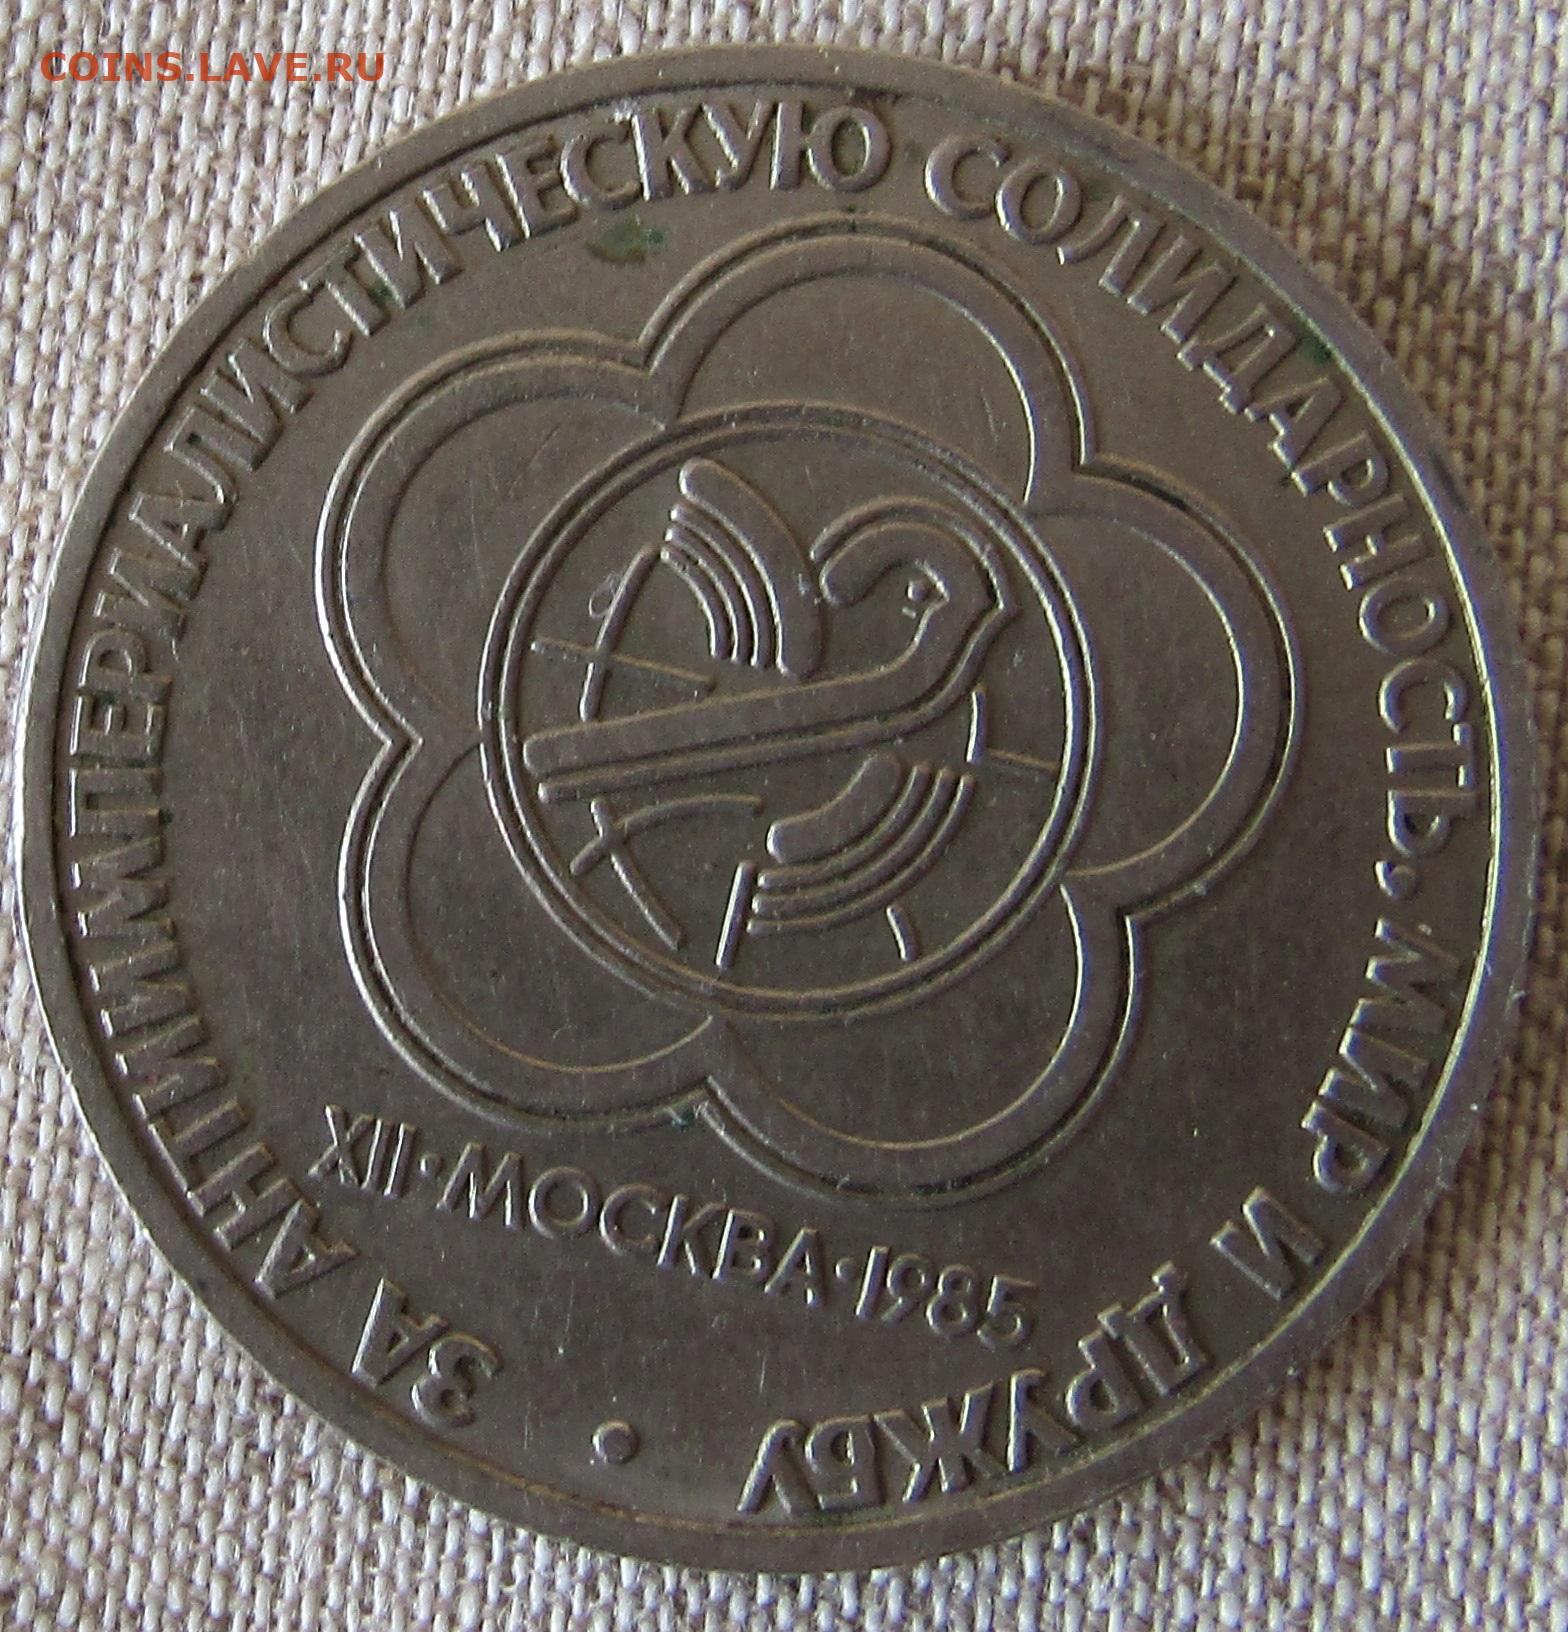 COINS.LAVE.RU
ЗА АНТИИМПЕРИАЛИСТИЧЕСКУЮ СОЛИДАРНОСТЬ, МИР И ДРУЖБУ
XII·МОСКВА·1985